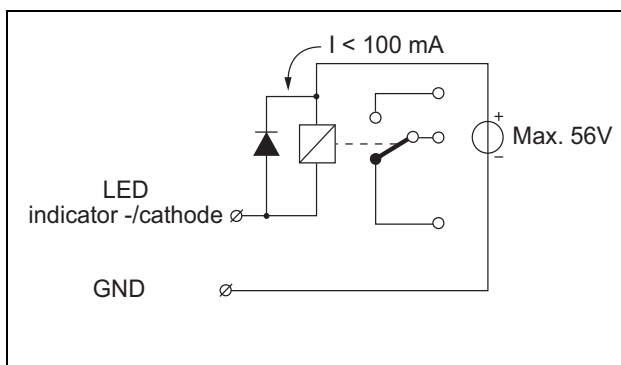 I < 100 mA
+
Max. 56V
−
LED
indicator -/cathode
GND